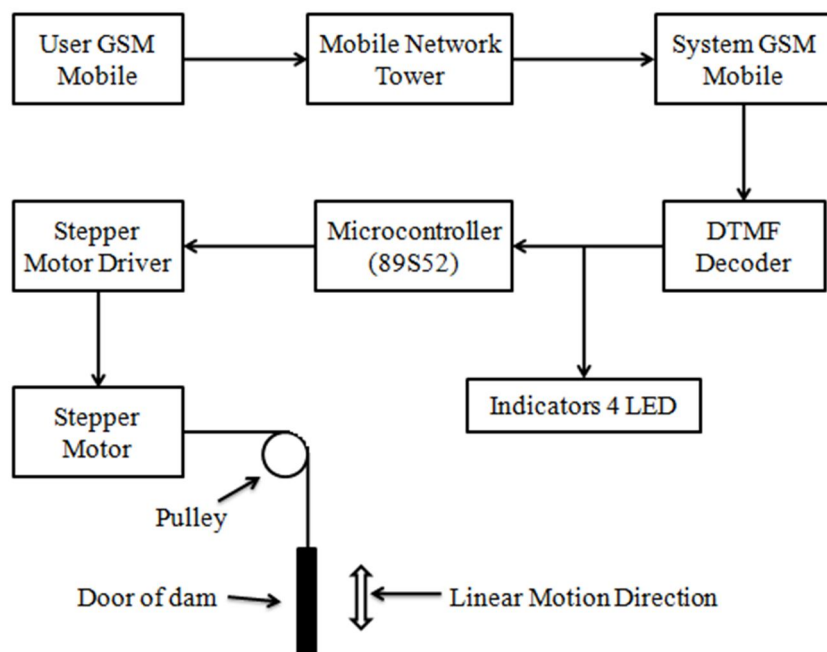 User GSM
Mobile
Mobile Network
Tower
System GSM
Mobile
Stepper
Motor Driver
Microcontroller
(89S52)
DTMF
Decoder
Stepper
Motor
Indicators 4 LED
Pulley
Door of dam
Linear Motion Direction